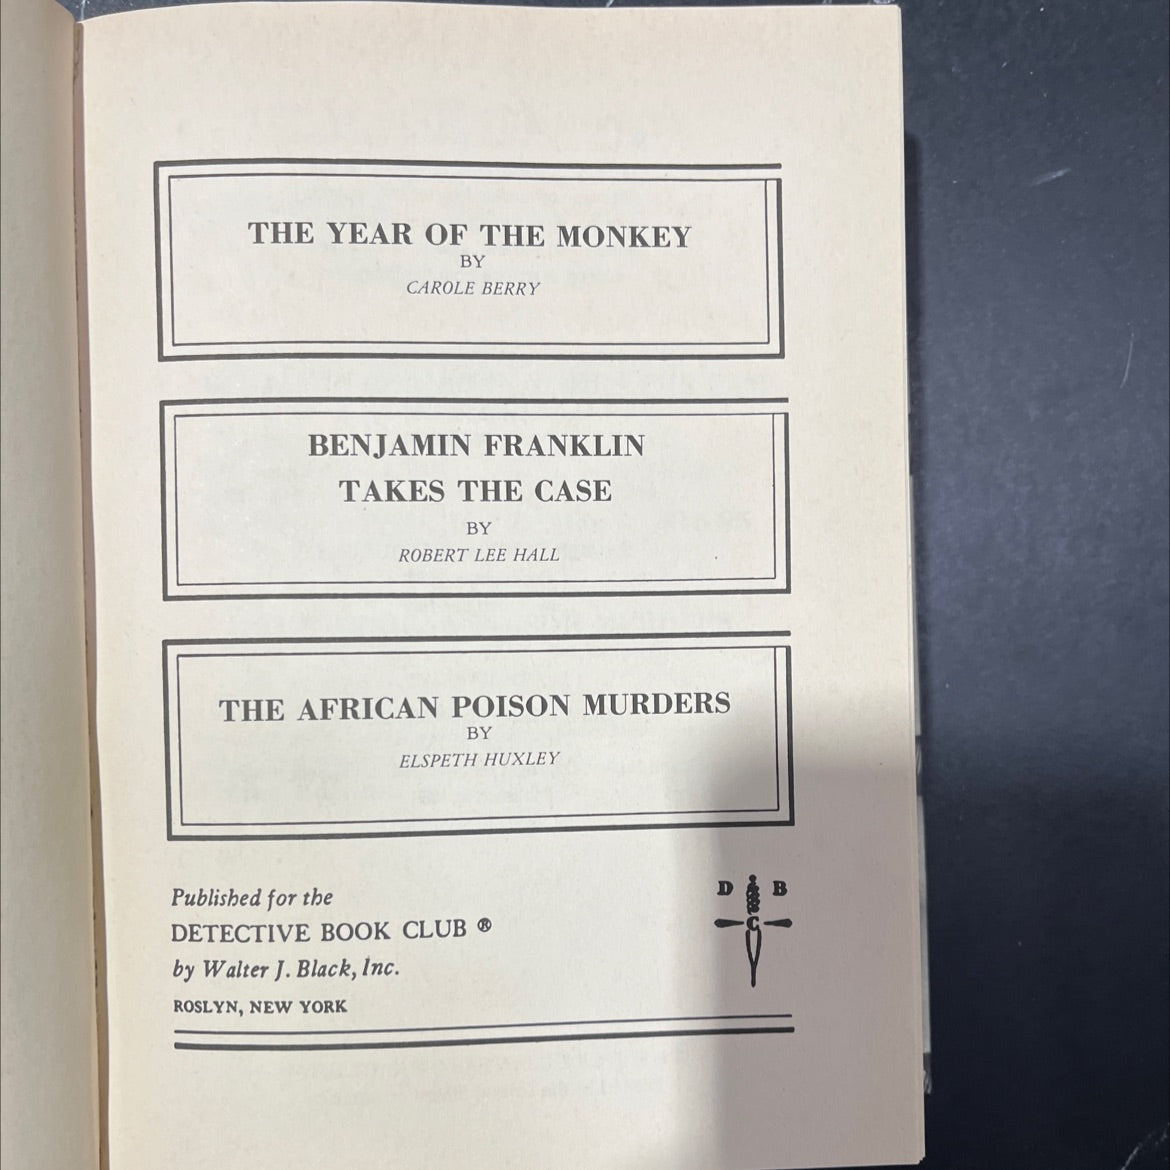 THE YEAR OF THE MONKEY
BY
CAROLE BERRY
BENJAMIN FRANKLIN
TAKES THE CASE
BY
ROBERT LEE HALL
THE AFRICAN POISON MURDERS
BY
ELSPETH HUXLEY
Published for the
DETECTIVE BOOK CLUB ®
by Walter J. Black, Inc.
ROSLYN, NEW YORK
D B
C